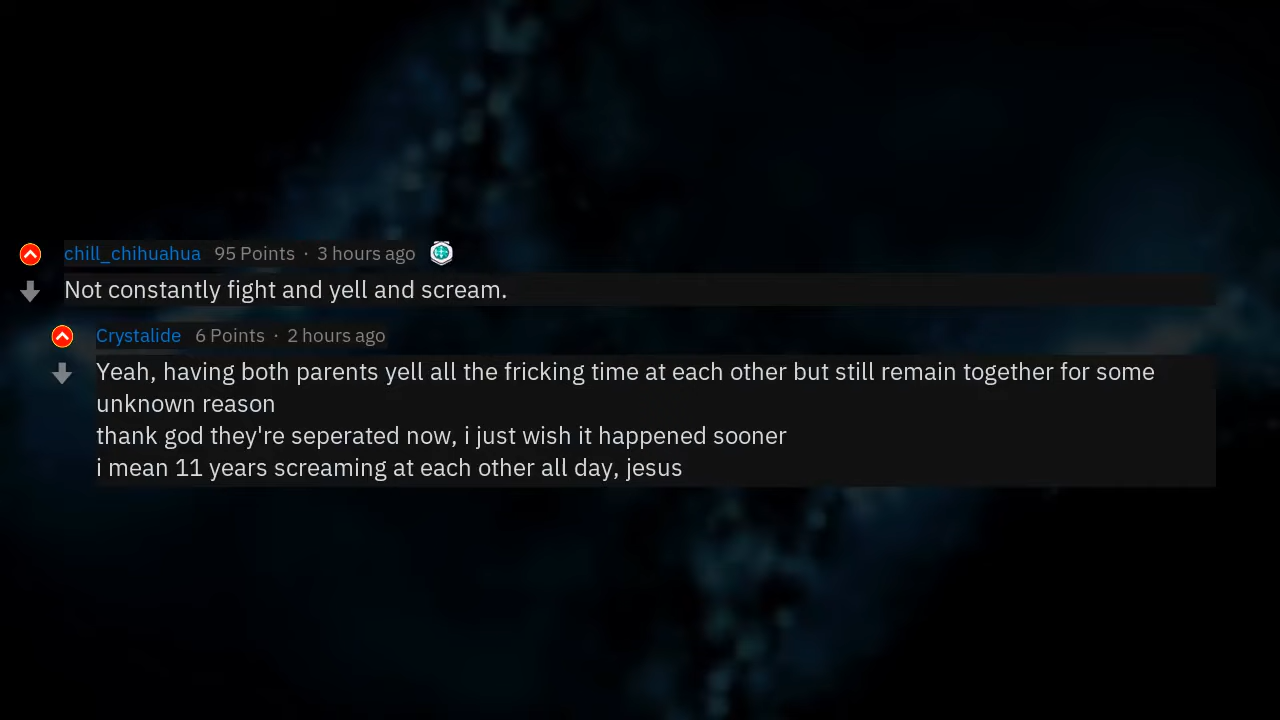 chill_chihuahua 95 Points · 3 hours ago
Not constantly fight and yell and scream.
Crystalide 6 Points · 2 hours ago
Yeah, having both parents yell all the fricking time at each other but still remain together for some
unknown reason
thank god they're seperated now, i just wish it happened sooner
i mean 11 years screaming at each other all day, jesus